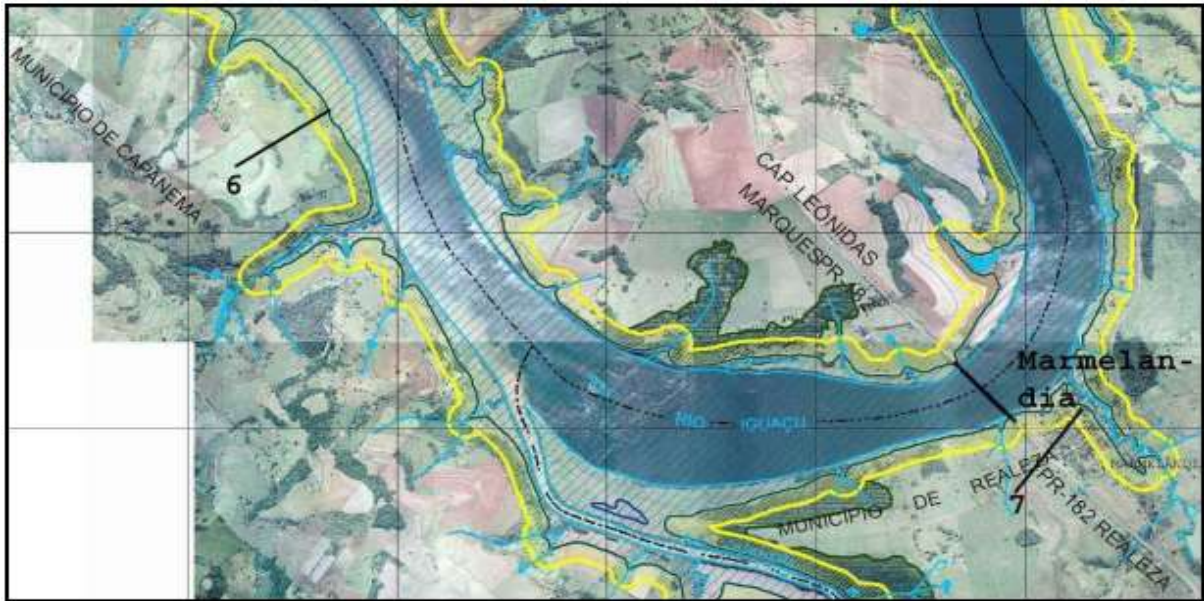 MUNICÍPIO DE CAPANEMA
6
CAP. LEÔNIDAS
MARQUES
PR-182
Marmelan-
dia
RIO IGUAÇU
MUNICÍPIO DE REALEZA
7
PR-182 REALEZA